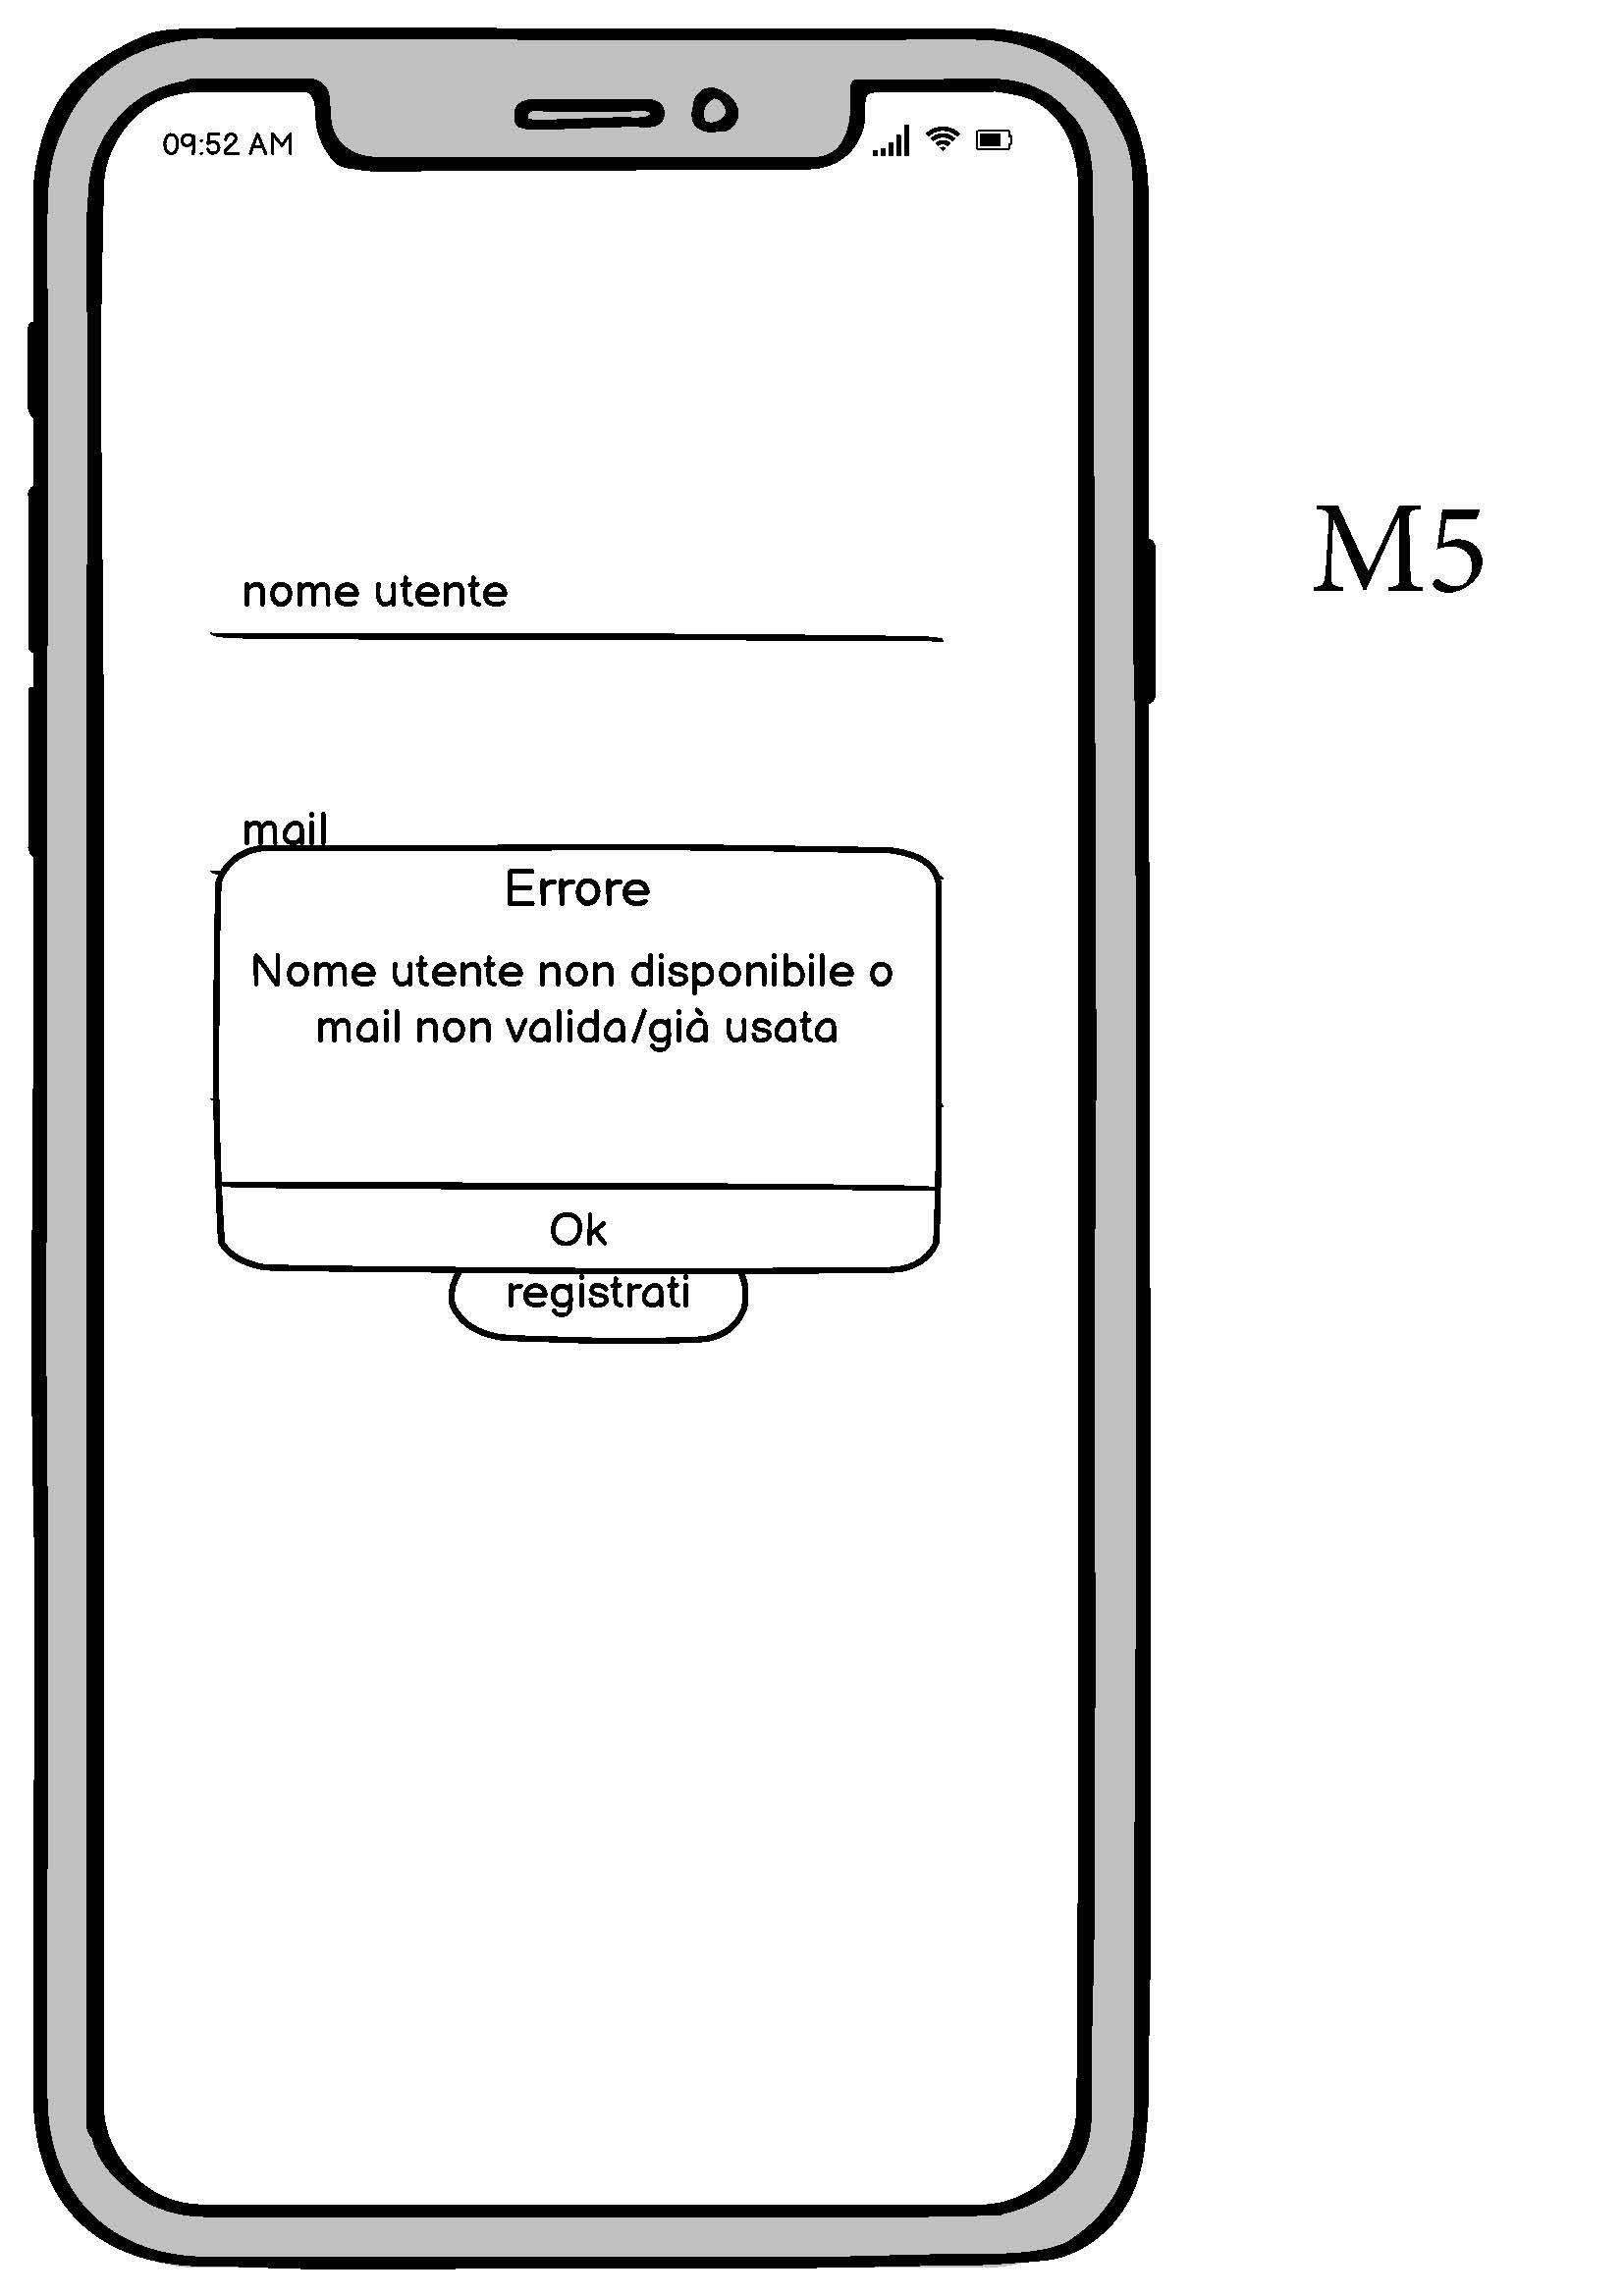 09:52 AM
M5
nome utente
mail
Errore
Nome utente non disponibile o
mail non valida/già usata
Ok
registrati